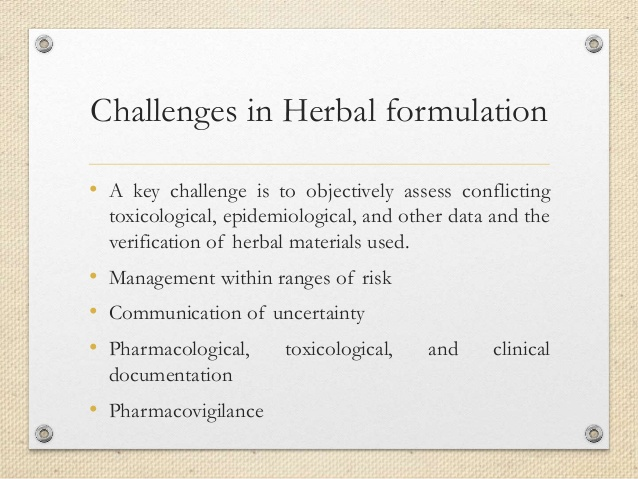 Challenges in Herbal formulation
• A key challenge is to objectively assess conflicting
toxicological, epidemiological, and other data and the
verification of herbal materials used.
• Management within ranges of risk
• Communication of uncertainty
• Pharmacological, toxicological, and clinical
documentation
• Pharmacovigilance